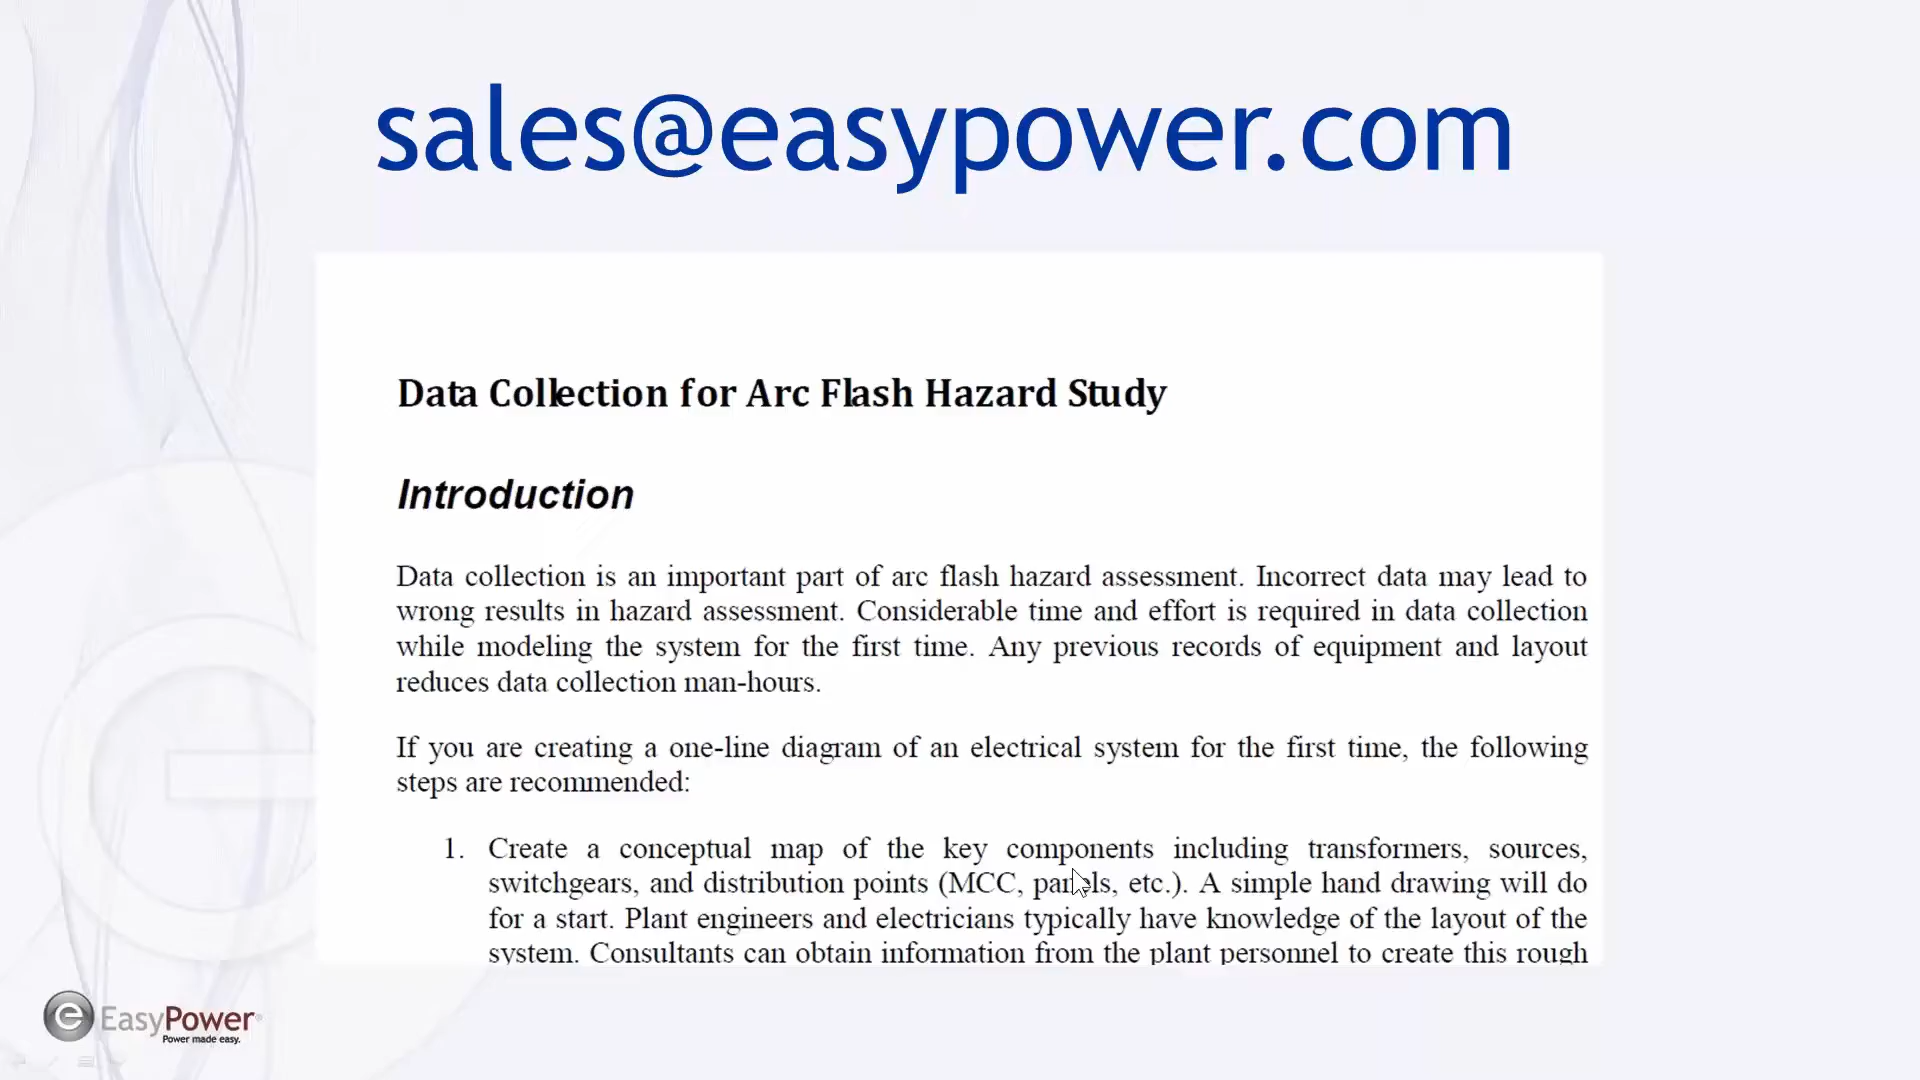 sales@easypower.com
Data Collection for Arc Flash Hazard Study
Introduction
Data collection is an important part of arc flash hazard assessment. Incorrect data may lead to
wrong results in hazard assessment. Considerable time and effort is required in data collection
while modeling the system for the first time. Any previous records of equipment and layout
reduces data collection man-hours.
If you are creating a one-line diagram of an electrical system for the first time, the following
steps are recommended:
1. Create a conceptual map of the key components including transformers, sources,
switchgears, and distribution points (MCC, panels, etc.). A simple hand drawing will do
for a start. Plant engineers and electricians typically have knowledge of the layout of the
system. Consultants can obtain information from the plant personnel to create this rough
e EasyPower®
Power made easy.